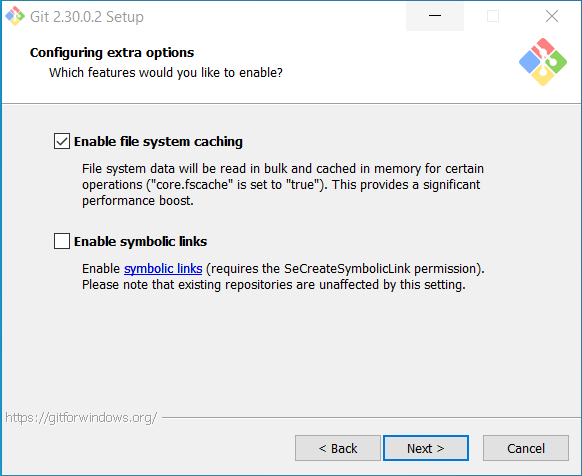 Git 2.30.0.2 Setup
Configuring extra options
Which features would you like to enable?
Enable file system caching
File system data will be read in bulk and cached in memory for certain
operations ("core.fscache" is set to "true"). This provides a significant
performance boost.
Enable symbolic links
Enable symbolic links (requires the SeCreateSymbolicLink permission).
Please note that existing repositories are unaffected by this setting.
https://gitforwindows.org/
< Back
Next >
Cancel